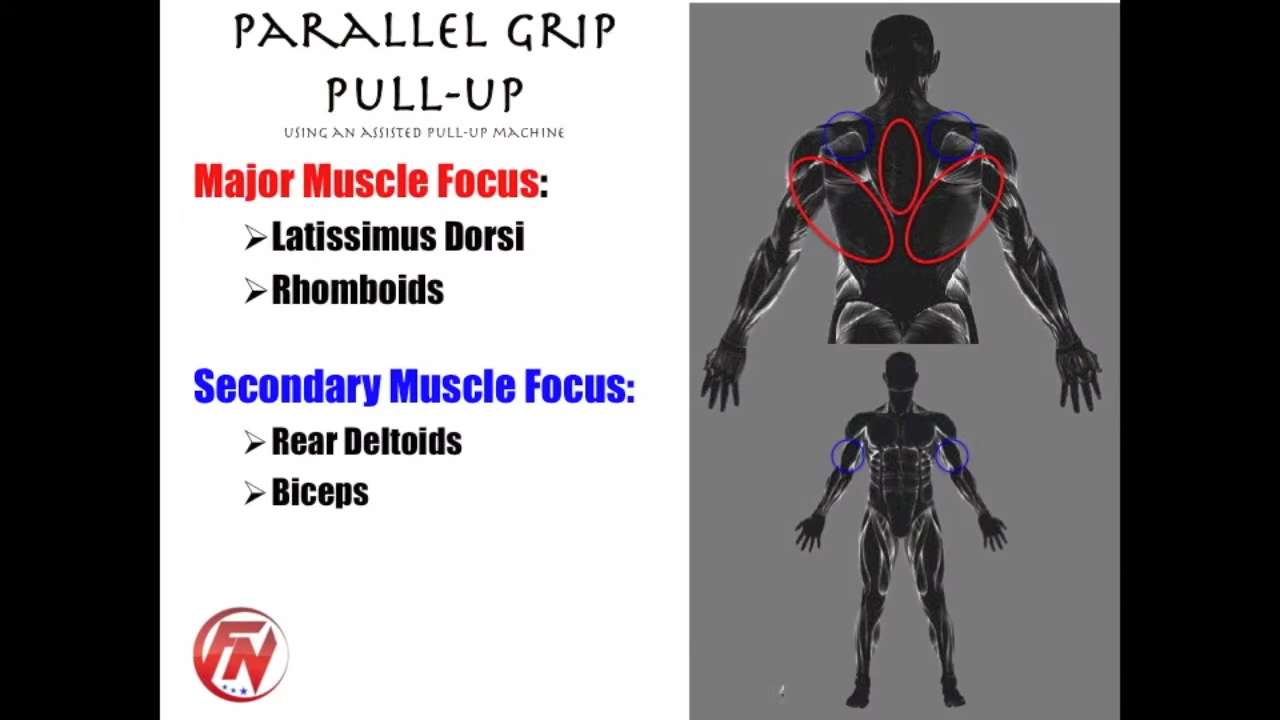 PARALLEL GRIP
PULL-UP
USING AN ASSISTED PULL-UP MACHINE
Major Muscle Focus:
Latissimus Dorsi
Rhomboids
Secondary Muscle Focus:
Rear Deltoids
Biceps
FN